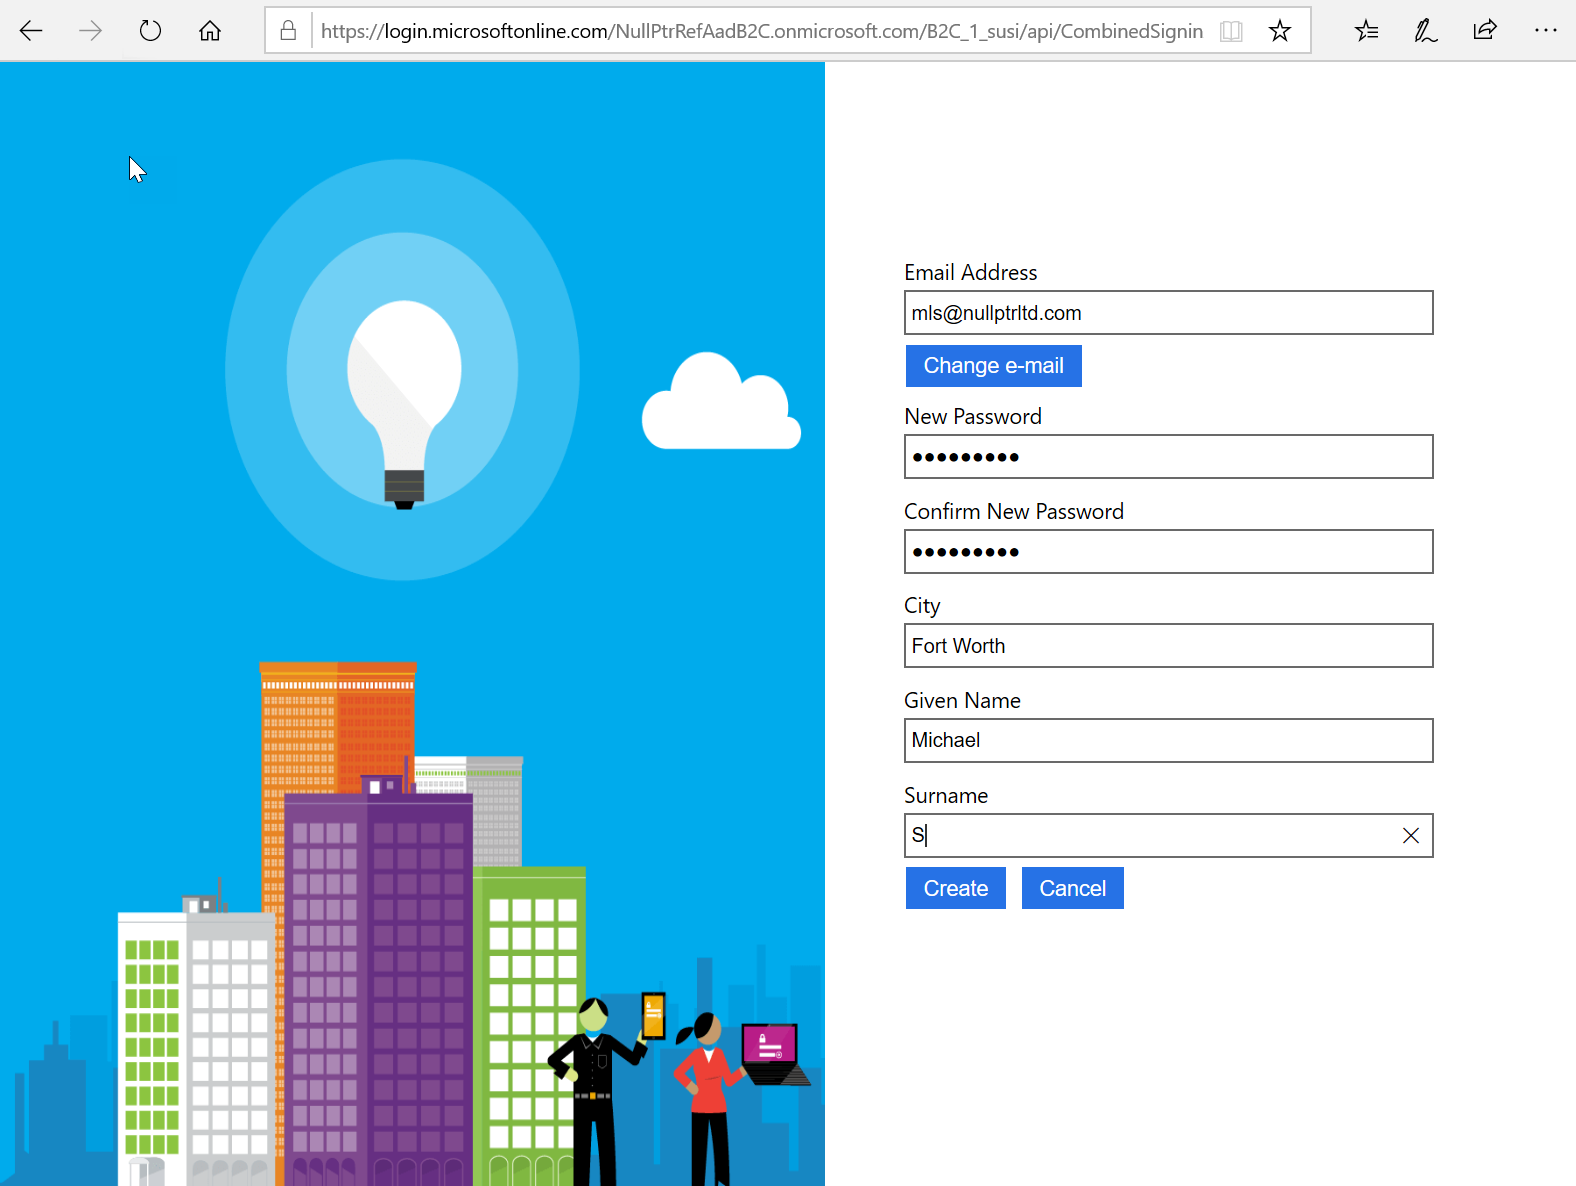 https://login.microsoftonline.com/NullPtrRefAadB2C.onmicrosoft.com/B2C_1_susi/api/CombinedSignin
Email Address
mls@nullptrltd.com
Change e-mail
New Password
●●●●●●●●●
Confirm New Password
●●●●●●●●●
City
Fort Worth
Given Name
Michael
Surname
S
Create
Cancel